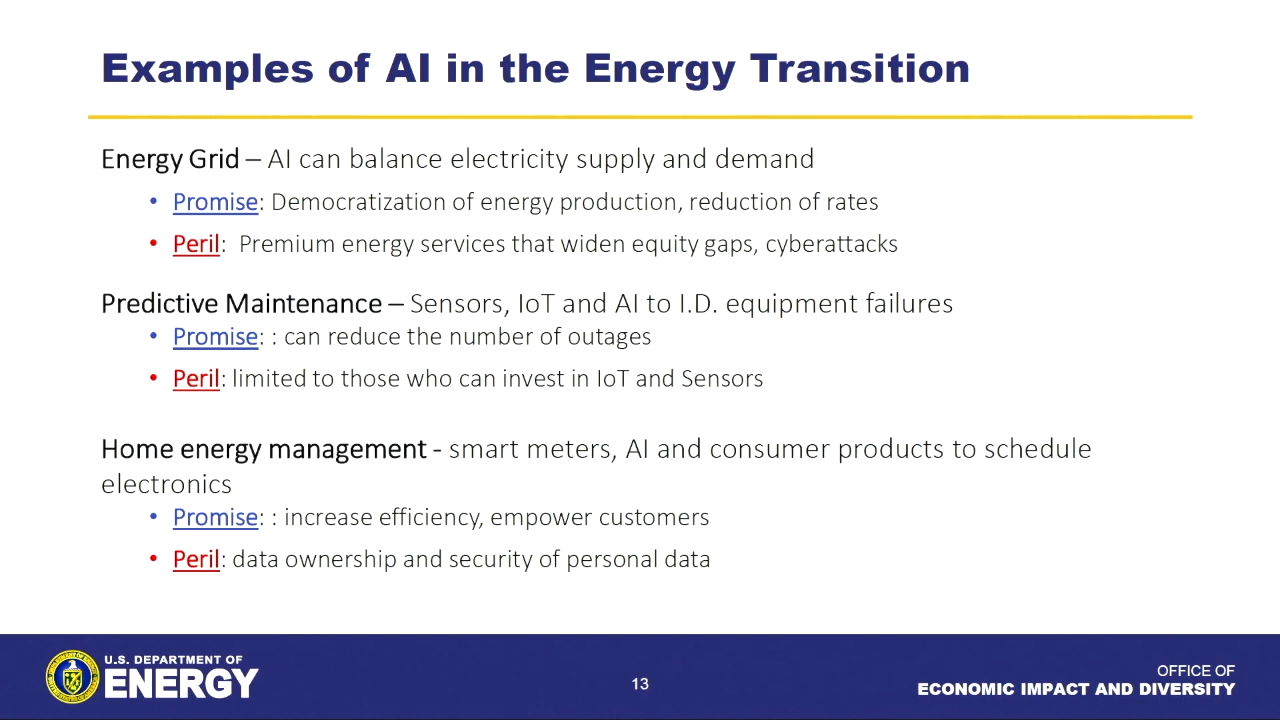 Examples of AI in the Energy Transition
Energy Grid – AI can balance electricity supply and demand
• Promise: Democratization of energy production, reduction of rates
• Peril:  Premium energy services that widen equity gaps, cyberattacks
Predictive Maintenance – Sensors, IoT and AI to I.D. equipment failures
• Promise: : can reduce the number of outages
• Peril: limited to those who can invest in IoT and Sensors
Home energy management - smart meters, AI and consumer products to schedule
electronics
• Promise: : increase efficiency, empower customers
• Peril: data ownership and security of personal data
U.S. DEPARTMENT OF
ENERGY
13
OFFICE OF
ECONOMIC IMPACT AND DIVERSITY